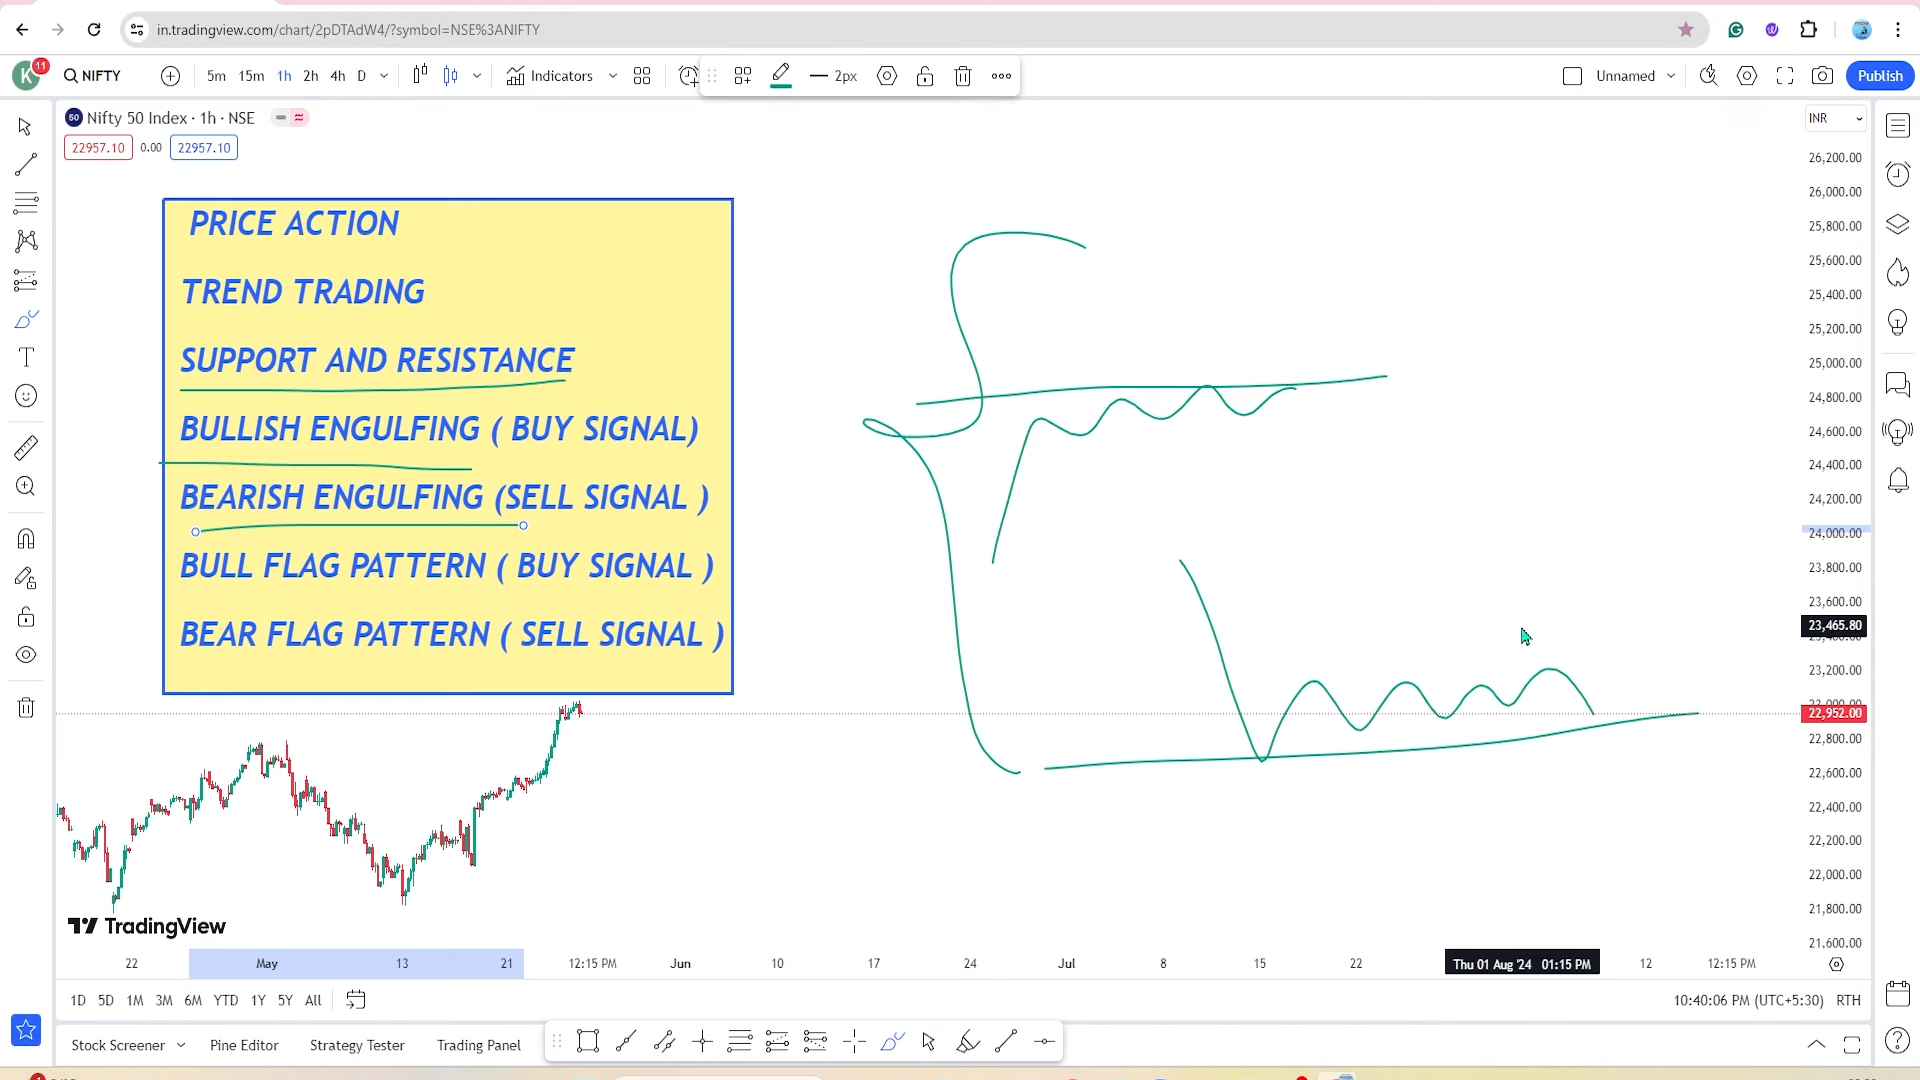 in.tradingview.com/chart/2pDTAdW4/?symbol=NSE%3ANIFTY
K 11 NIFTY 5m 15m 1h 2h 4h D Indicators 2px Unnamed Publish
50 Nifty 50 Index · 1h · NSE
22957.10 0.00 22957.10
INR
PRICE ACTION
TREND TRADING
SUPPORT AND RESISTANCE
BULLISH ENGULFING ( BUY SIGNAL)
BEARISH ENGULFING (SELL SIGNAL )
BULL FLAG PATTERN ( BUY SIGNAL )
BEAR FLAG PATTERN ( SELL SIGNAL )
26,200.00
26,000.00
25,800.00
25,600.00
25,400.00
25,200.00
25,000.00
24,800.00
24,600.00
24,400.00
24,200.00
24,000.00
23,800.00
23,600.00
23,465.80
23,200.00
22,952.00
22,800.00
22,600.00
22,400.00
22,200.00
22,000.00
21,800.00
21,600.00
TradingView
22 May 13 21 12:15 PM Jun 10 17 24 Jul 8 15 22 Thu 01 Aug '24 01:15 PM 12 12:15 PM
1D 5D 1M 3M 6M YTD 1Y 5Y All 10:40:06 PM (UTC+5:30) RTH
Stock Screener Pine Editor Strategy Tester Trading Panel